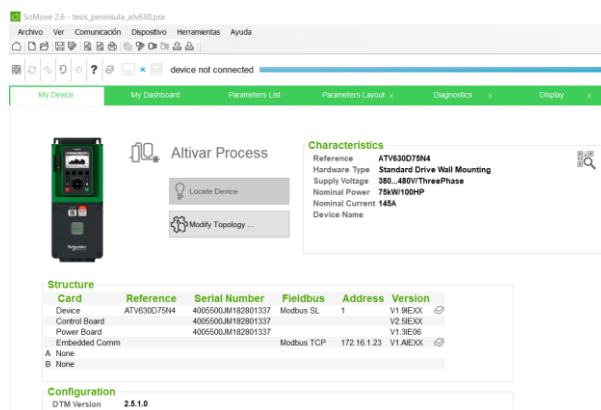 SoMove 2.6 - tesis_peninsula_atv630.psx
Archivo Ver Comunicación Dispositivo Herramientas Ayuda
device not connected
My Device My Dashboard Parameters List Parameters Layout × Diagnostics × Display ×
Altivar Process
Locate Device
Modify Topology ...
Characteristics
Reference ATV630D75N4
Hardware Type Standard Drive Wall Mounting
Supply Voltage 380...480V/ThreePhase
Nominal Power 75kW/100HP
Nominal Current 145A
Device Name
Structure
Card Reference Serial Number Fieldbus Address Version
Device ATV630D75N4 4005500JM182801337 Modbus SL 1 V1.9IEXX
Control Board 4005500JM182801337 V2.5IEXX
Power Board 4005500JM182801337 V1.3IE06
Embedded Comm Modbus TCP 172.16.1.23 V1.AIEXX
A None
B None
Configuration
DTM Version 2.5.1.0